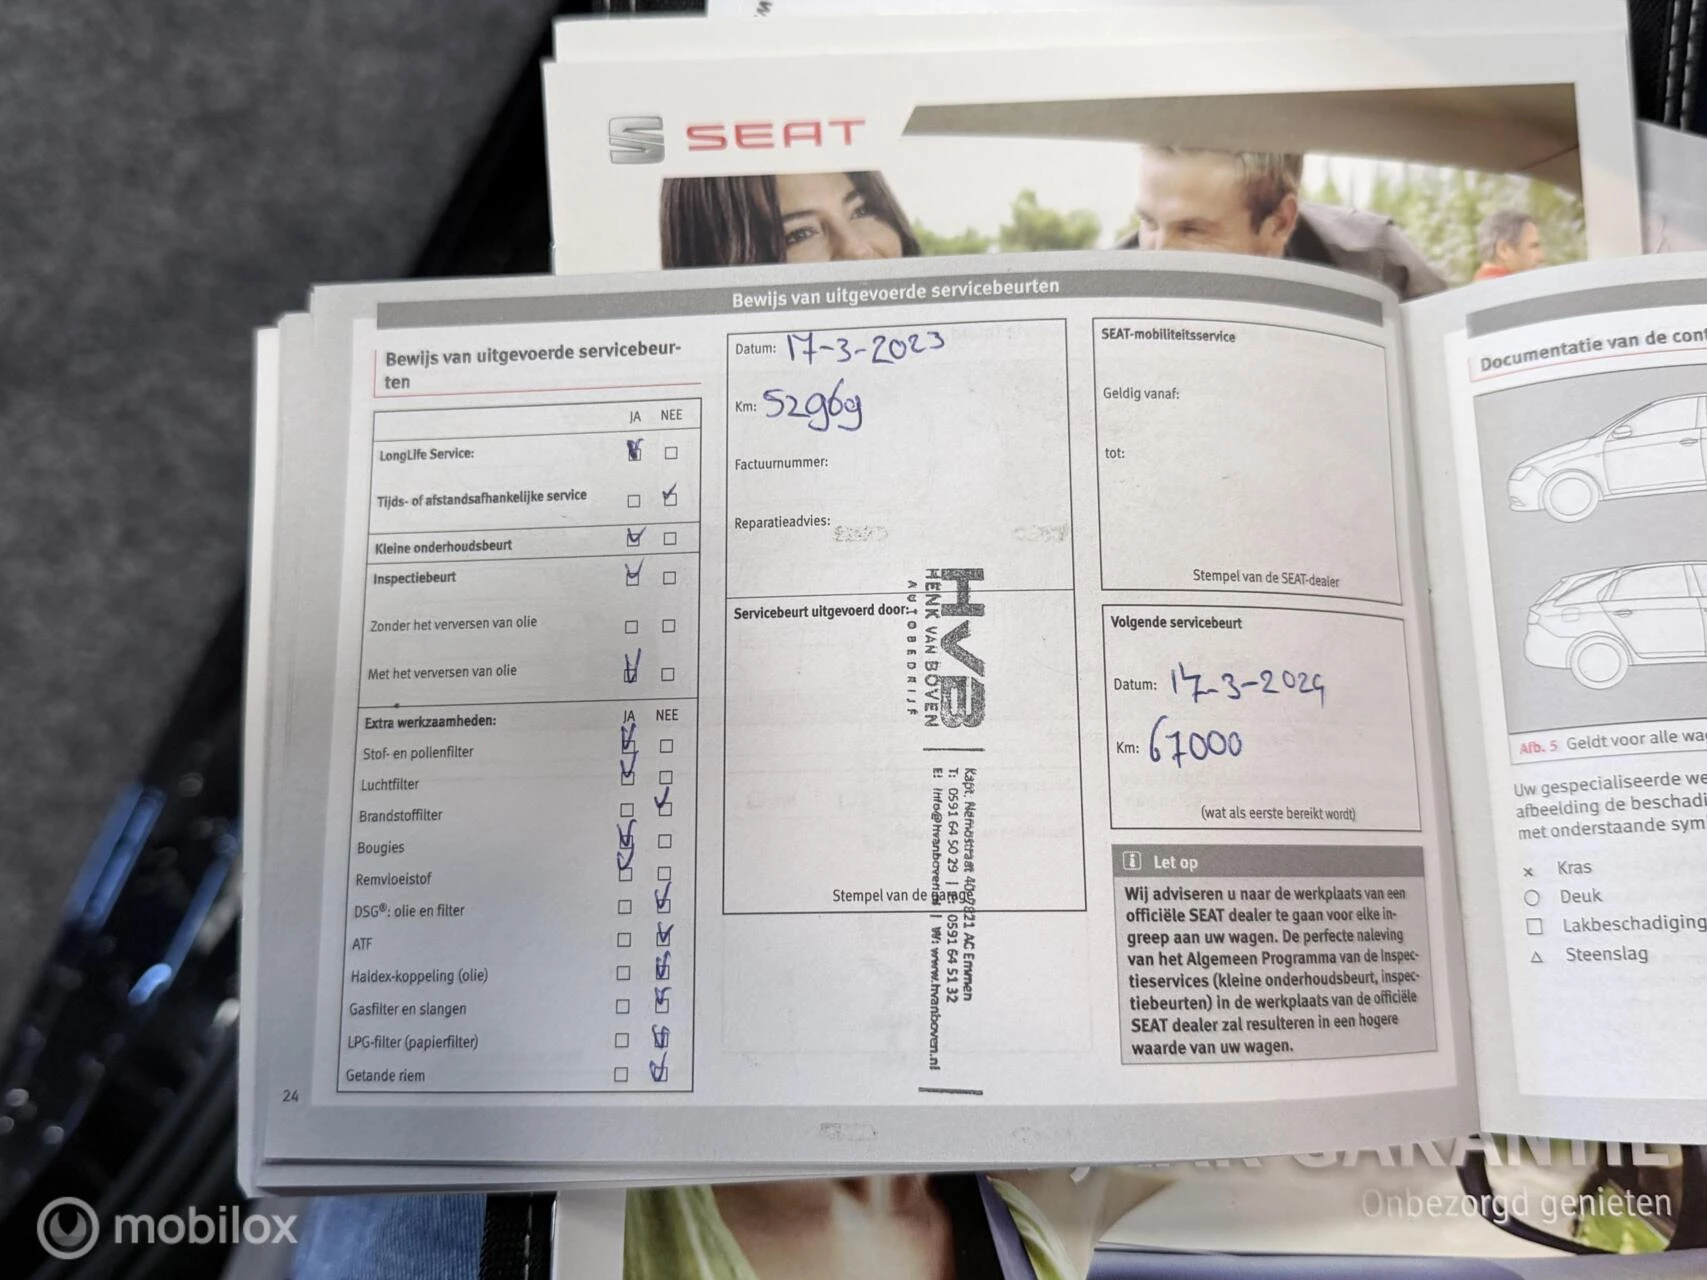 SEAT
Bewijs van uitgevoerde servicebeurten
Bewijs van uitgevoerde servicebeur-
ten
JA NEE
LongLife Service:
Tijds- of afstandsafhankelijke service
Kleine onderhoudsbeurt
Inspectiebeurt
Zonder het verversen van olie
Met het verversen van olie
Extra werkzaamheden: JA NEE
Stof- en pollenfilter
Luchtfilter
Brandstoffilter
Bougies
Remvloeistof
DSG®: olie en filter
ATF
Haldex-koppeling (olie)
Gasfilter en slangen
LPG-filter (papierfilter)
Getande riem
24
Datum: 17-3-2023
Km: 52969
Factuurnummer:
Reparatieadvies:
Servicebeurt uitgevoerd door:
HVB
HENK VAN BOVEN
AUTOBEDRIJF
Kapt. Nemostraat 40a 7821 AC Emmen
T: 0591 64 50 29 | F: 0591 64 51 32
E: info@hvanboven.nl | W: www.hvanboven.nl
Stempel van de garage
SEAT-mobiliteitsservice
Geldig vanaf:
tot:
Stempel van de SEAT-dealer
Volgende servicebeurt
Datum: 17-3-2024
Km: 67000
(wat als eerste bereikt wordt)
i Let op
Wij adviseren u naar de werkplaats van een
officiële SEAT dealer te gaan voor elke in-
greep aan uw wagen. De perfecte naleving
van het Algemeen Programma van de Inspec-
tieservices (kleine onderhoudsbeurt, inspec-
tiebeurten) in de werkplaats van de officiële
SEAT dealer zal resulteren in een hogere
waarde van uw wagen.
Documentatie van de con
Afb. 5 Geldt voor alle wa
Uw gespecialiseerde we
afbeelding de beschadi
met onderstaande sym
x Kras
○ Deuk
□ Lakbeschadiging
△ Steenslag
GARANTIE
Onbezorgd genieten
mobilox